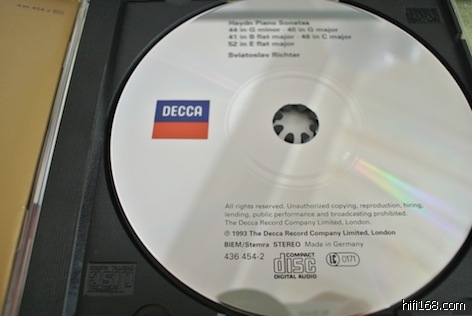 Haydn Piano Sonatas
44 in G minor · 40 in G major
41 in B flat major · 48 in C major
52 in E flat major
Sviatoslav Richter
DECCA
All rights reserved. Unauthorized copying, reproduction, hiring,
lending, public performance and broadcasting prohibited.
The Decca Record Company Limited, London.
℗ 1993 The Decca Record Company Limited, London
BIEM/Stemra STEREO Made in Germany
436 454-2
COMPACT
disc
DIGITAL AUDIO
LC 0171
hifi168.com